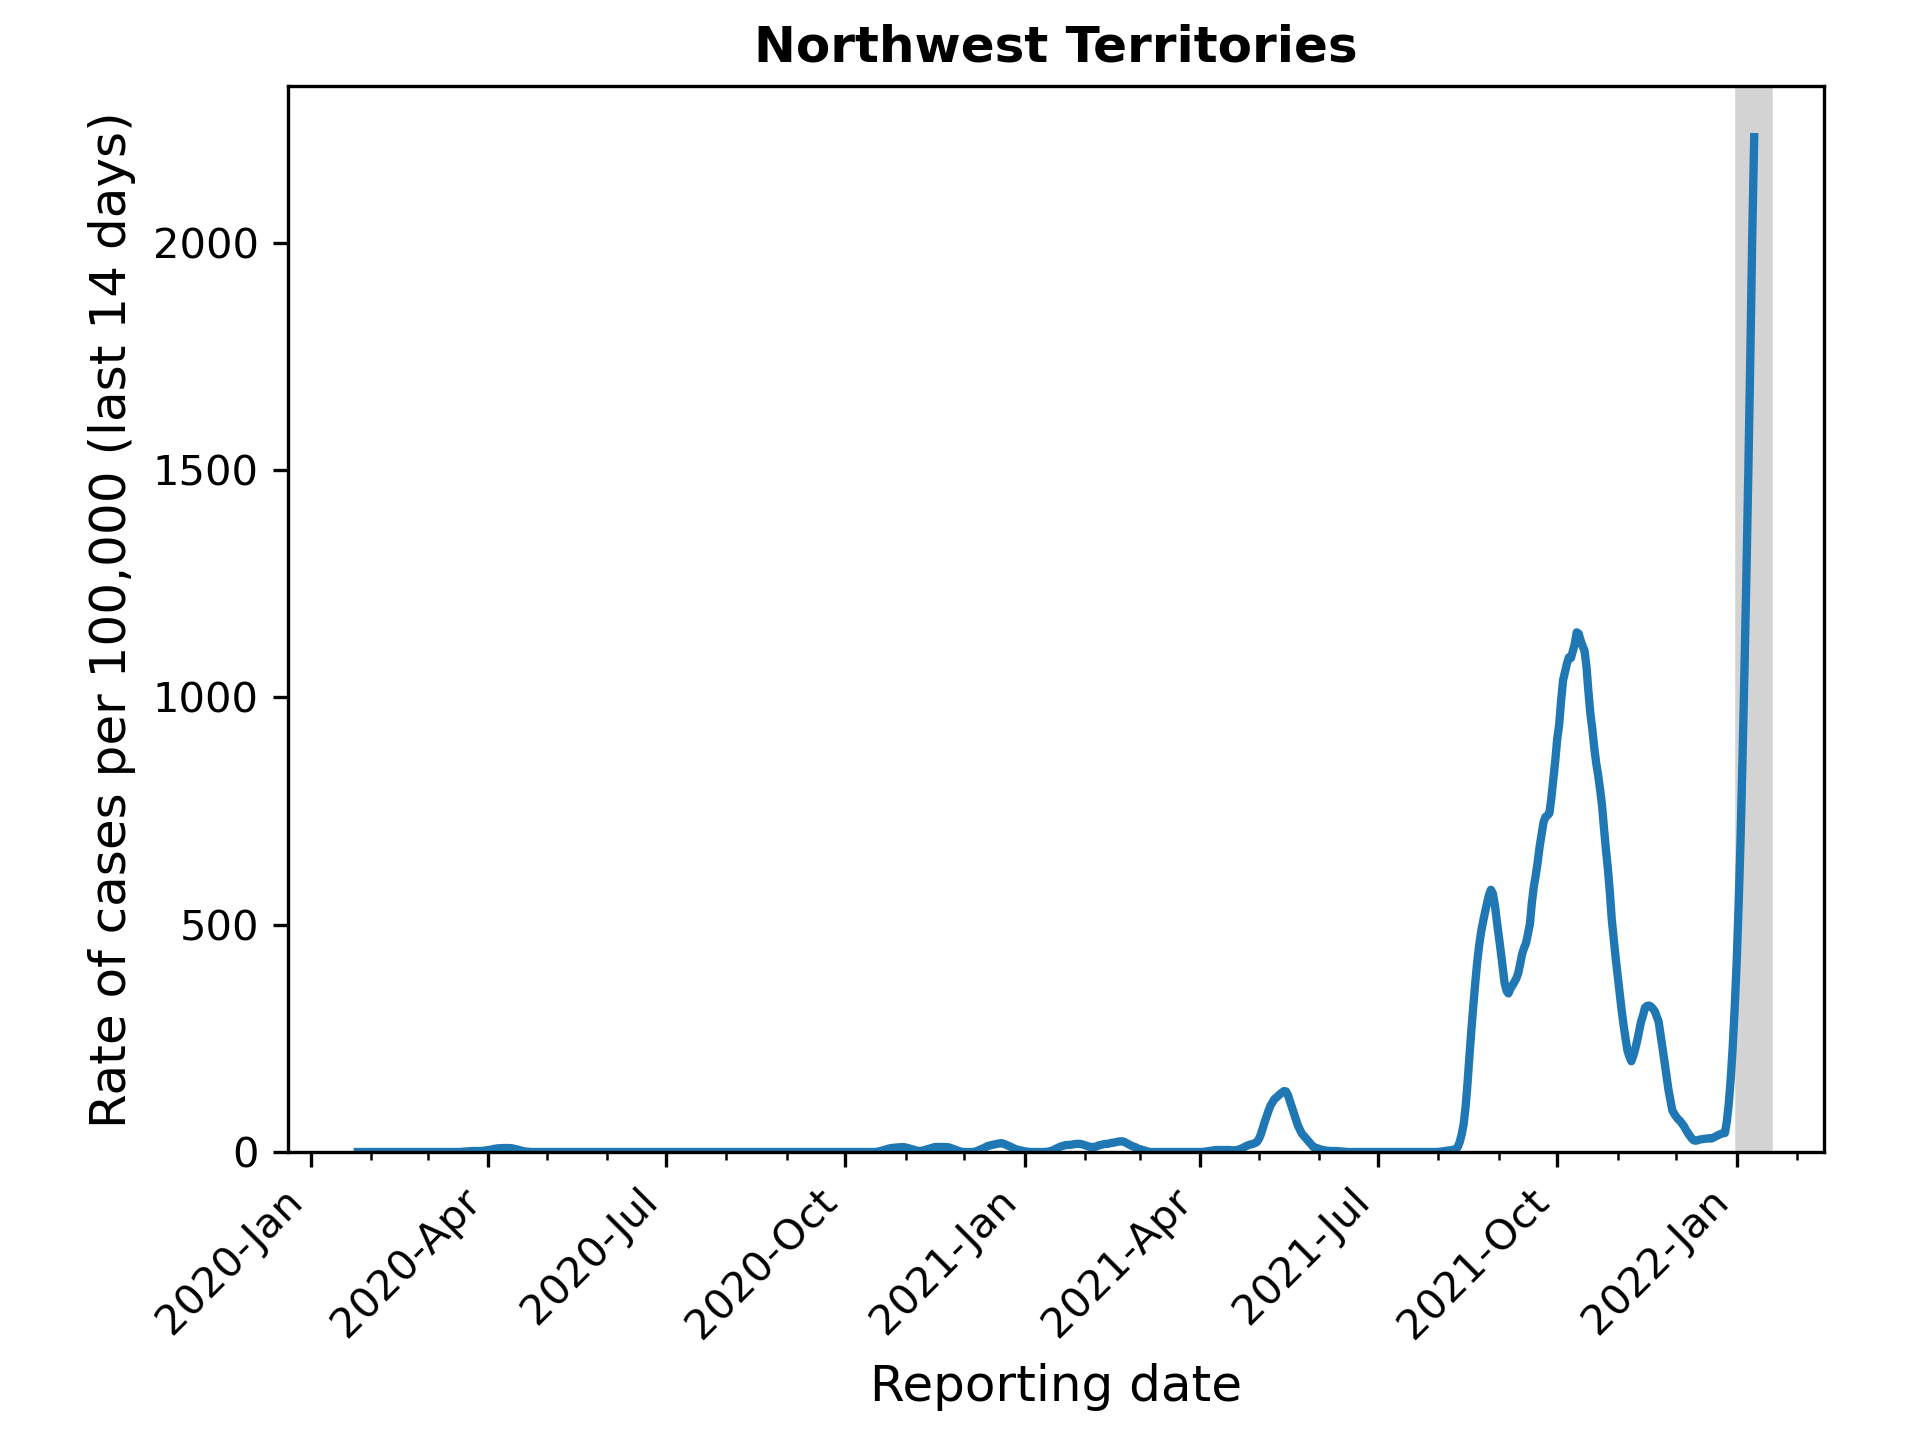 Northwest Territories
Rate of cases per 100,000 (last 14 days)
2000
1500
1000
500
0
2020-Jan
2020-Apr
2020-Jul
2020-Oct
2021-Jan
2021-Apr
2021-Jul
2021-Oct
2022-Jan
Reporting date